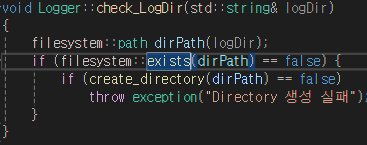 void Logger::check_LogDir(std::string& logDir)
{
    filesystem::path dirPath(logDir);
    if (filesystem::exists(dirPath) == false) {
        if (create_directory(dirPath) == false)
            throw exception("Directory 생성 실패");
    }
}